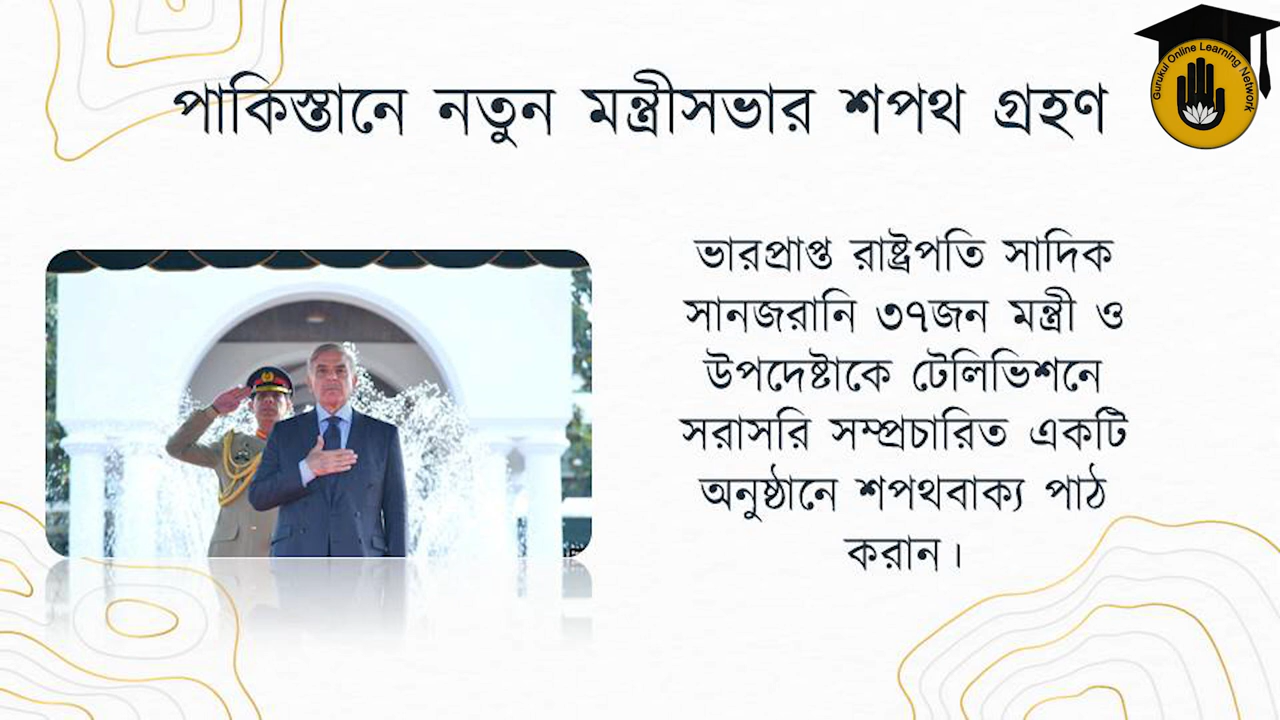 পাকিস্তানে নতুন মন্ত্রীসভার শপথ গ্রহণ
Gurukul Online Learning Network
ভারপ্রাপ্ত রাষ্ট্রপতি সাদিক
সানজরানি ৩৭জন মন্ত্রী ও
উপদেষ্টাকে টেলিভিশনে
সরাসরি সম্প্রচারিত একটি
অনুষ্ঠানে শপথবাক্য পাঠ
করান।